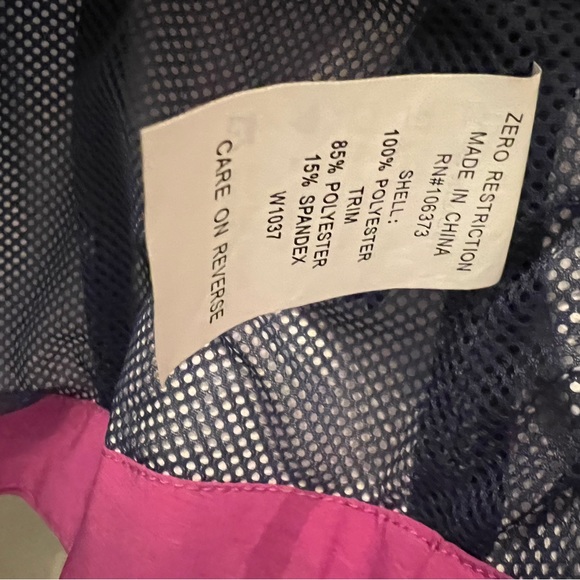 ZERO RESTRICTION
MADE IN CHINA
RN#106373
SHELL:
100% POLYESTER
TRIM
85% POLYESTER
15% SPANDEX
W1037
CARE ON REVERSE